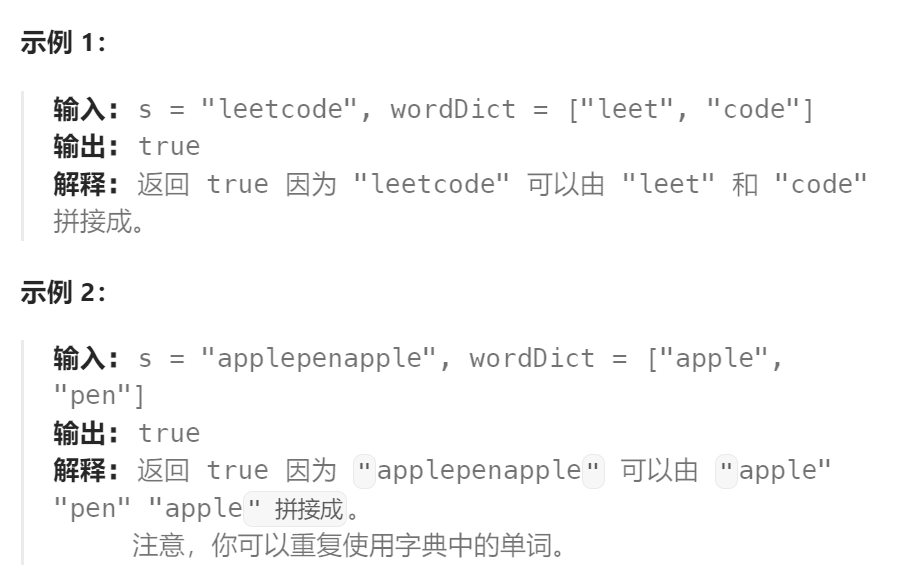 示例 1：
输入：s = "leetcode", wordDict = ["leet", "code"]
输出：true
解释：返回 true 因为 "leetcode" 可以由 "leet" 和 "code"
拼接成。
示例 2：
输入：s = "applepenapple", wordDict = ["apple",
"pen"]
输出：true
解释：返回 true 因为 "applepenapple" 可以由 "apple"
"pen" "apple" 拼接成。
注意，你可以重复使用字典中的单词。